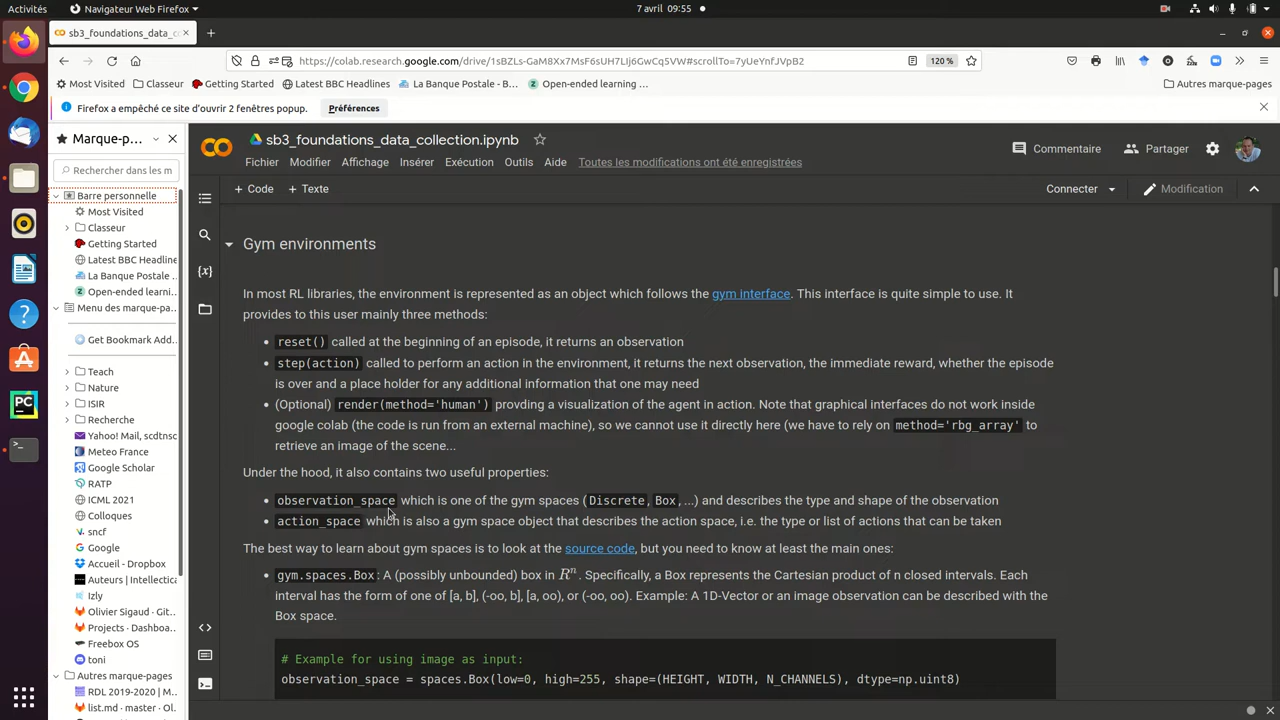 Activités
Navigateur Web Firefox
7 avril 09:55
sb3_foundations_data_c
https://colab.research.google.com/drive/1sBZLs-GaM8Xx7MsF6sUH7LIj6GwCq5VW#scrollTo=7yUeYnfJVpB2
120 %
Most Visited
Classeur
Getting Started
Latest BBC Headlines
La Banque Postale - B...
Open-ended learning ...
Autres marque-pages
Firefox a empêché ce site d'ouvrir 2 fenêtres popup.
Préférences
Marque-p...
sb3_foundations_data_collection.ipynb
Commentaire
Partager
Fichier Modifier Affichage Insérer Exécution Outils Aide Toutes les modifications ont été enregistrées
Rechercher dans les m
+ Code + Texte
Connecter
Modification
Barre personnelle
Most Visited
Classeur
Getting Started
Latest BBC Headline
La Banque Postale ..
Open-ended learni...
Menu des marque-pa...
Get Bookmark Add...
Teach
Nature
ISIR
Recherche
Yahoo! Mail, scdtnsc...
Meteo France
Google Scholar
RATP
ICML 2021
Colloques
sncf
Google
Accueil - Dropbox
Auteurs | Intellectica
Izly
Olivier Sigaud · Git...
Projects · Dashboa...
Freebox OS
toni
Autres marque-pages
RDL 2019-2020 | M...
list.md · master · Ol...
{x}
Gym environments
In most RL libraries, the environment is represented as an object which follows the gym interface. This interface is quite simple to use. It
provides to this user mainly three methods:
• reset() called at the beginning of an episode, it returns an observation
• step(action) called to perform an action in the environment, it returns the next observation, the immediate reward, whether the episode
is over and a place holder for any additional information that one may need
• (Optional) render(method='human') provding a visualization of the agent in action. Note that graphical interfaces do not work inside
google colab (the code is run from an external machine), so we cannot use it directly here (we have to rely on method='rbg_array' to
retrieve an image of the scene...
Under the hood, it also contains two useful properties:
• observation_space which is one of the gym spaces (Discrete, Box, ...) and describes the type and shape of the observation
• action_space which is also a gym space object that describes the action space, i.e. the type or list of actions that can be taken
The best way to learn about gym spaces is to look at the source code, but you need to know at least the main ones:
• gym.spaces.Box: A (possibly unbounded) box in Rⁿ. Specifically, a Box represents the Cartesian product of n closed intervals. Each
interval has the form of one of [a, b], (-oo, b], [a, oo), or (-oo, oo). Example: A 1D-Vector or an image observation can be described with the
Box space.
# Example for using image as input:
observation_space = spaces.Box(low=0, high=255, shape=(HEIGHT, WIDTH, N_CHANNELS), dtype=np.uint8)